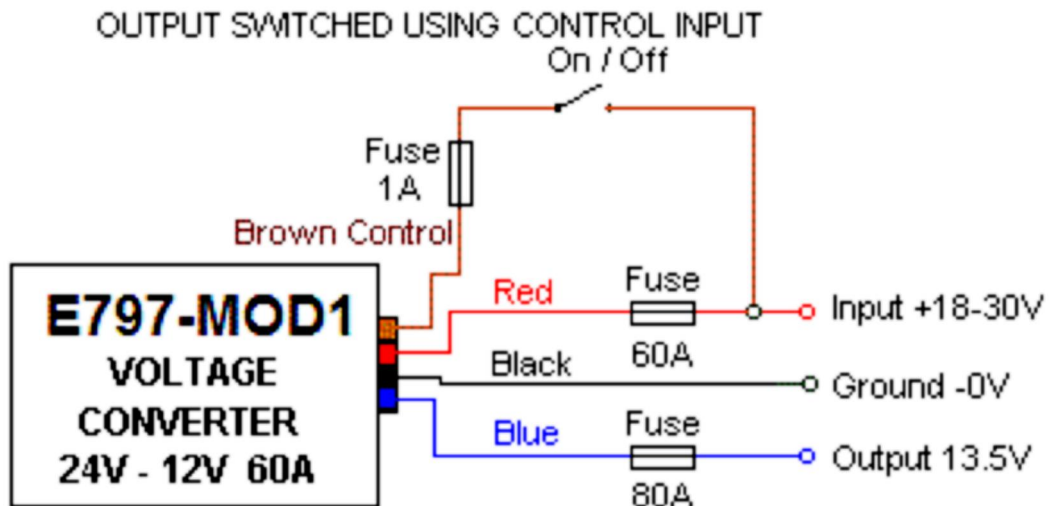 OUTPUT SWITCHED USING CONTROL INPUT
On / Off
Fuse
1A
Brown Control
E797-MOD1
VOLTAGE
CONVERTER
24V - 12V 60A
Red
Fuse
60A
Input +18-30V
Black
Ground -0V
Blue
Fuse
80A
Output 13.5V